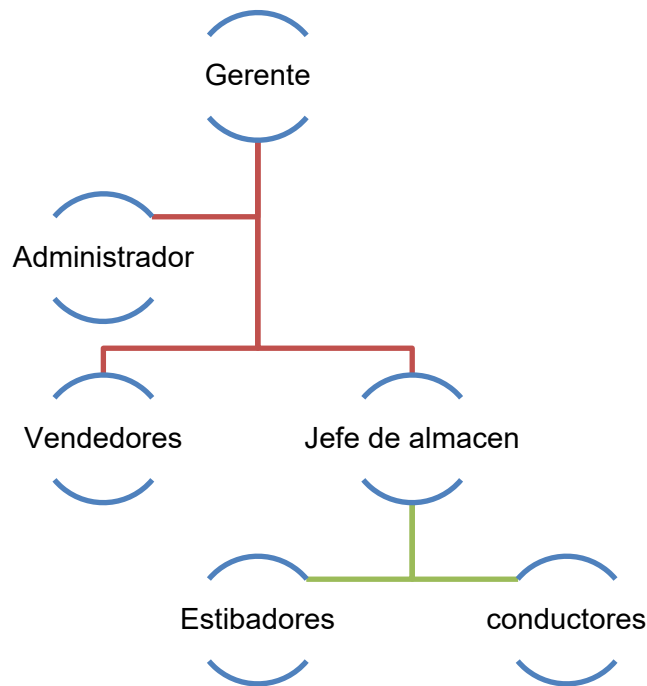 Gerente
Administrador
Vendedores
Jefe de almacen
Estibadores
conductores